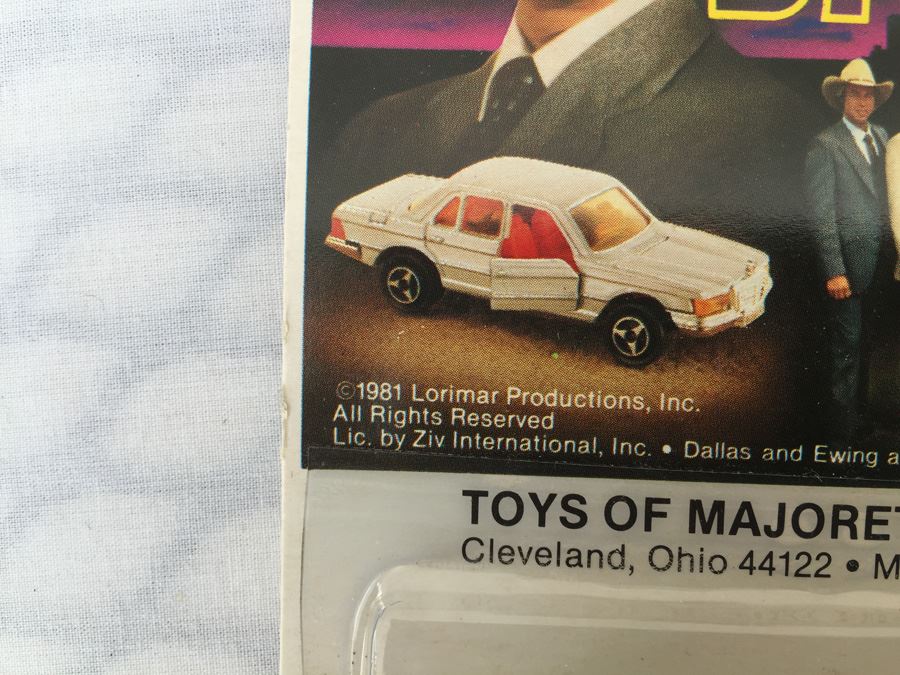 ©1981 Lorimar Productions, Inc.
All Rights Reserved
Lic. by Ziv International, Inc. • Dallas and Ewing a
TOYS OF MAJORET
Cleveland, Ohio 44122 • M